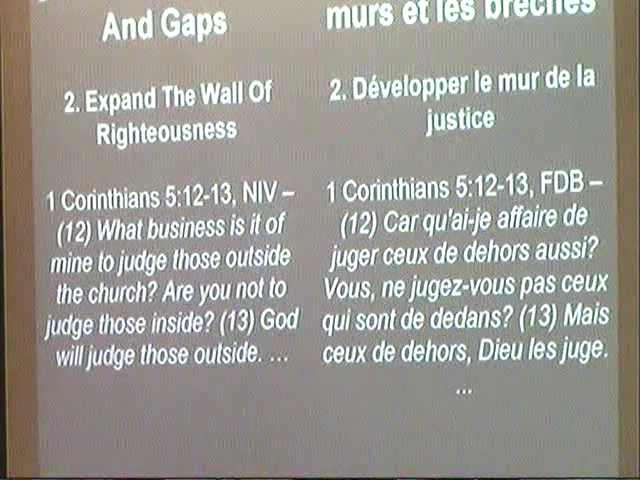 And Gaps
2. Expand The Wall Of
Righteousness
1 Corinthians 5:12-13, NIV –
(12) What business is it of
mine to judge those outside
the church? Are you not to
judge those inside? (13) God
will judge those outside. …
murs et les brèches
2. Développer le mur de la
justice
1 Corinthians 5:12-13, FDB –
(12) Car qu'ai-je affaire de
juger ceux de dehors aussi?
Vous, ne jugez-vous pas ceux
qui sont de dedans? (13) Mais
ceux de dehors, Dieu les juge.
...